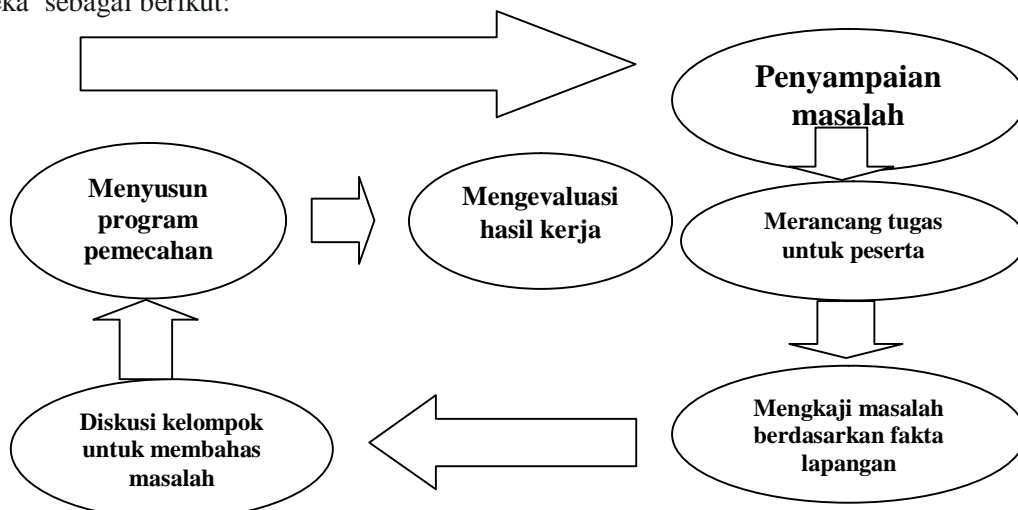 sebagai berikut:
Penyampaian
masalah
Merancang tugas
untuk peserta
Mengkaji masalah
berdasarkan fakta
lapangan
Diskusi kelompok
untuk membahas
masalah
Menyusun
program
pemecahan
Mengevaluasi
hasil kerja